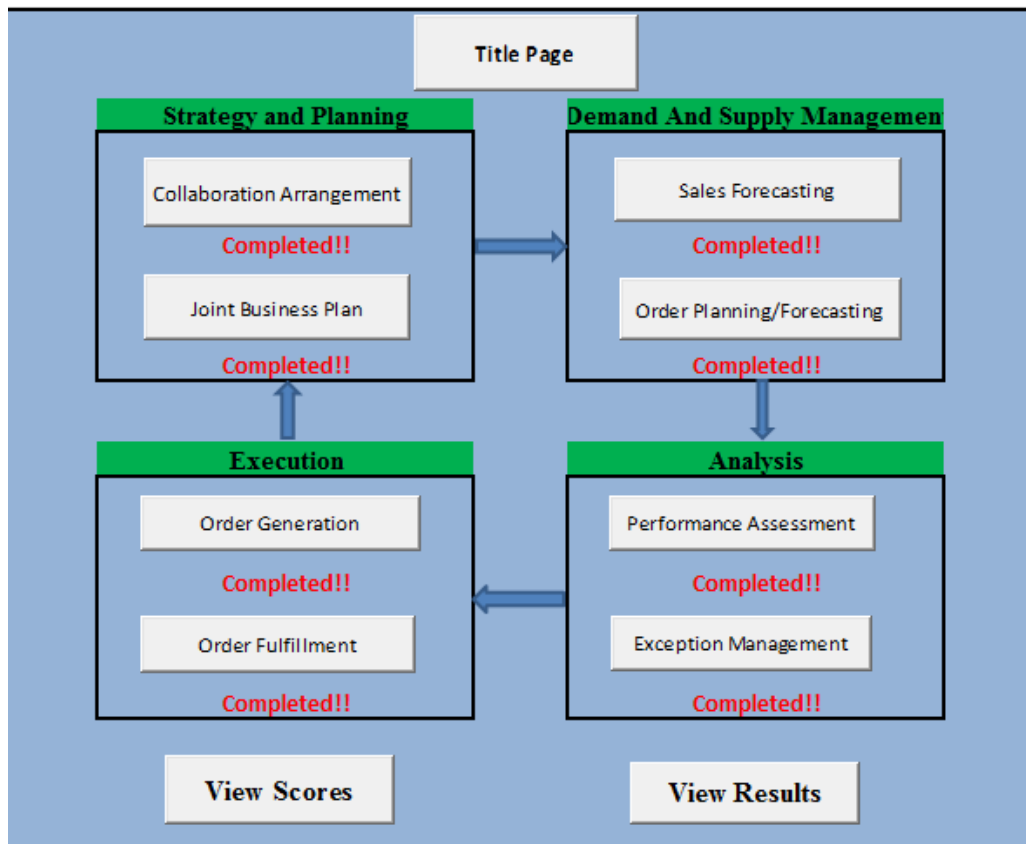 Title Page
Strategy and Planning
Collaboration Arrangement
Completed!!
Joint Business Plan
Completed!!
Demand And Supply Managemen
Sales Forecasting
Completed!!
Order Planning/Forecasting
Completed!!
Execution
Order Generation
Completed!!
Order Fulfillment
Completed!!
Analysis
Performance Assessment
Completed!!
Exception Management
Completed!!
View Scores
View Results